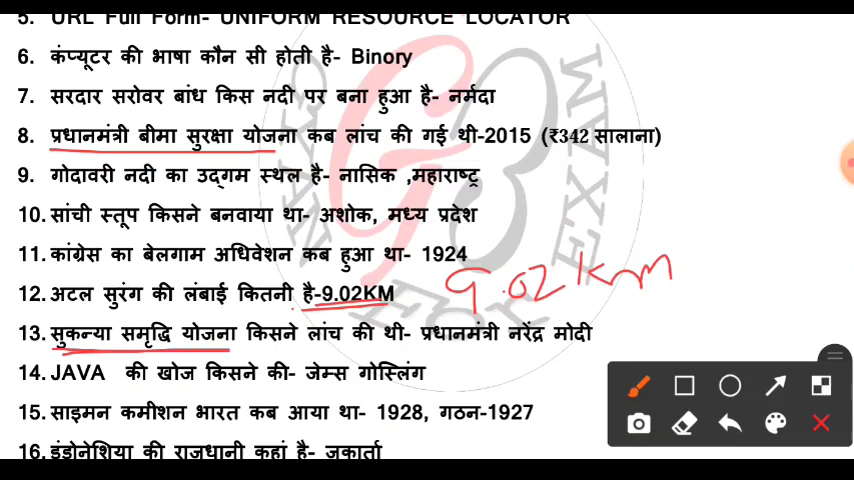 5. URL Full Form- UNIFORM RESOURCE LOCATOR
6. कंप्यूटर की भाषा कौन सी होती है- Binory
7. सरदार सरोवर बांध किस नदी पर बना हुआ है- नर्मदा
8. प्रधानमंत्री बीमा सुरक्षा योजना कब लांच की गई थी-2015 (₹342 सालाना)
9. गोदावरी नदी का उद्गम स्थल है- नासिक ,महाराष्ट्र
10. सांची स्तूप किसने बनवाया था- अशोक, मध्य प्रदेश
11. कांग्रेस का बेलगाम अधिवेशन कब हुआ था- 1924
12. अटल सुरंग की लंबाई कितनी है-9.02KM
9.02 KM
13. सुकन्या समृद्धि योजना किसने लांच की थी- प्रधानमंत्री नरेंद्र मोदी
14. JAVA की खोज किसने की- जेम्स गोस्लिंग
15. साइमन कमीशन भारत कब आया था- 1928, गठन-1927
16. इंडोनेशिया की राजधानी कहां है- जकार्ता